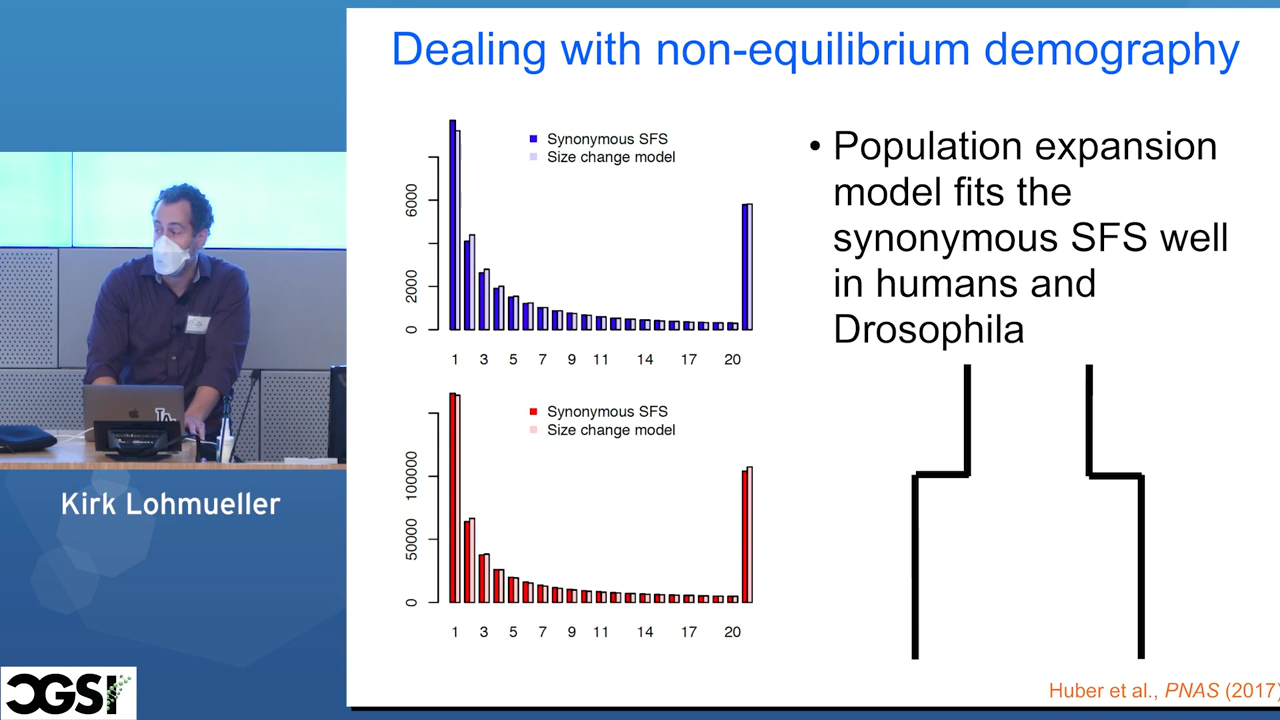 Dealing with non-equilibrium demography
Synonymous SFS
Size change model
0
2000
6000
1 3 5 7 9 11 14 17 20
Synonymous SFS
Size change model
0
50000
100000
1 3 5 7 9 11 14 17 20
• Population expansion
model fits the
synonymous SFS well
in humans and
Drosophila
Huber et al., PNAS (2017)
Kirk Lohmueller
CGSI
LA